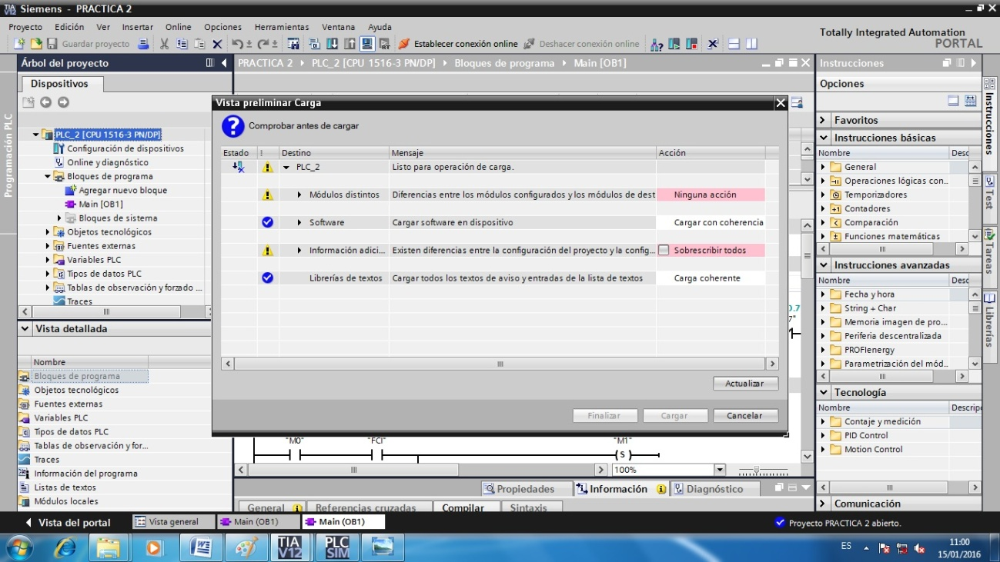 TIA V12 Siemens - PRACTICA 2
Proyecto Edición Ver Insertar Online Opciones Herramientas Ventana Ayuda
Guardar proyecto Establecer conexión online Deshacer conexión online
Totally Integrated Automation
PORTAL
Árbol del proyecto
PRACTICA 2 PLC_2 [CPU 1516-3 PN/DP] Bloques de programa Main [OB1]
Instrucciones
Dispositivos
Opciones
Programación PLC
PLC_2 [CPU 1516-3 PN/DP]
Configuración de dispositivos
Online y diagnóstico
Bloques de programa
Agregar nuevo bloque
Main [OB1]
Bloques de sistema
Objetos tecnológicos
Fuentes externas
Variables PLC
Tipos de datos PLC
Tablas de observación y forzado ...
Traces
Vista detallada
Nombre
Bloques de programa
Objetos tecnológicos
Fuentes externas
Variables PLC
Tipos de datos PLC
Tablas de observación y for...
Traces
Información del programa
Listas de textos
Módulos locales
Vista preliminar Carga
Comprobar antes de cargar
Estado ! Destino Mensaje Acción
PLC_2 Listo para operación de carga.
Módulos distintos Diferencias entre los módulos configurados y los módulos de dest Ninguna acción
Software Cargar software en dispositivo Cargar con coherencia
Información adici... Existen diferencias entre la configuración del proyecto y la config... Sobrescribir todos
Librerías de textos Cargar todos los textos de aviso y entradas de la lista de textos Carga coherente
Actualizar
Finalizar Cargar Cancelar
0.7
7"
"M0" "FCI" "M1"
S
100%
Propiedades Información Diagnóstico
General Referencias cruzadas Compilar Sintaxis
Favoritos
Instrucciones básicas
Nombre Desc
General
Operaciones lógicas con..
Temporizadores
Contadores
Comparación
Funciones matemáticas
Instrucciones avanzadas
Nombre Desc
Fecha y hora
String + Char
Memoria imagen de pro...
Periferia descentralizada
PROFIenergy
Parametrización del mód..
Tecnología
Nombre Descripc
Contaje y medición
PID Control
Motion Control
Comunicación
Instrucciones
Test
Tareas
Librerías
Vista del portal Vista general Main (OB1) Main (OB1)
Proyecto PRACTICA 2 abierto.
TIA V12
PLC SIM
ES
11:00
15/01/2016